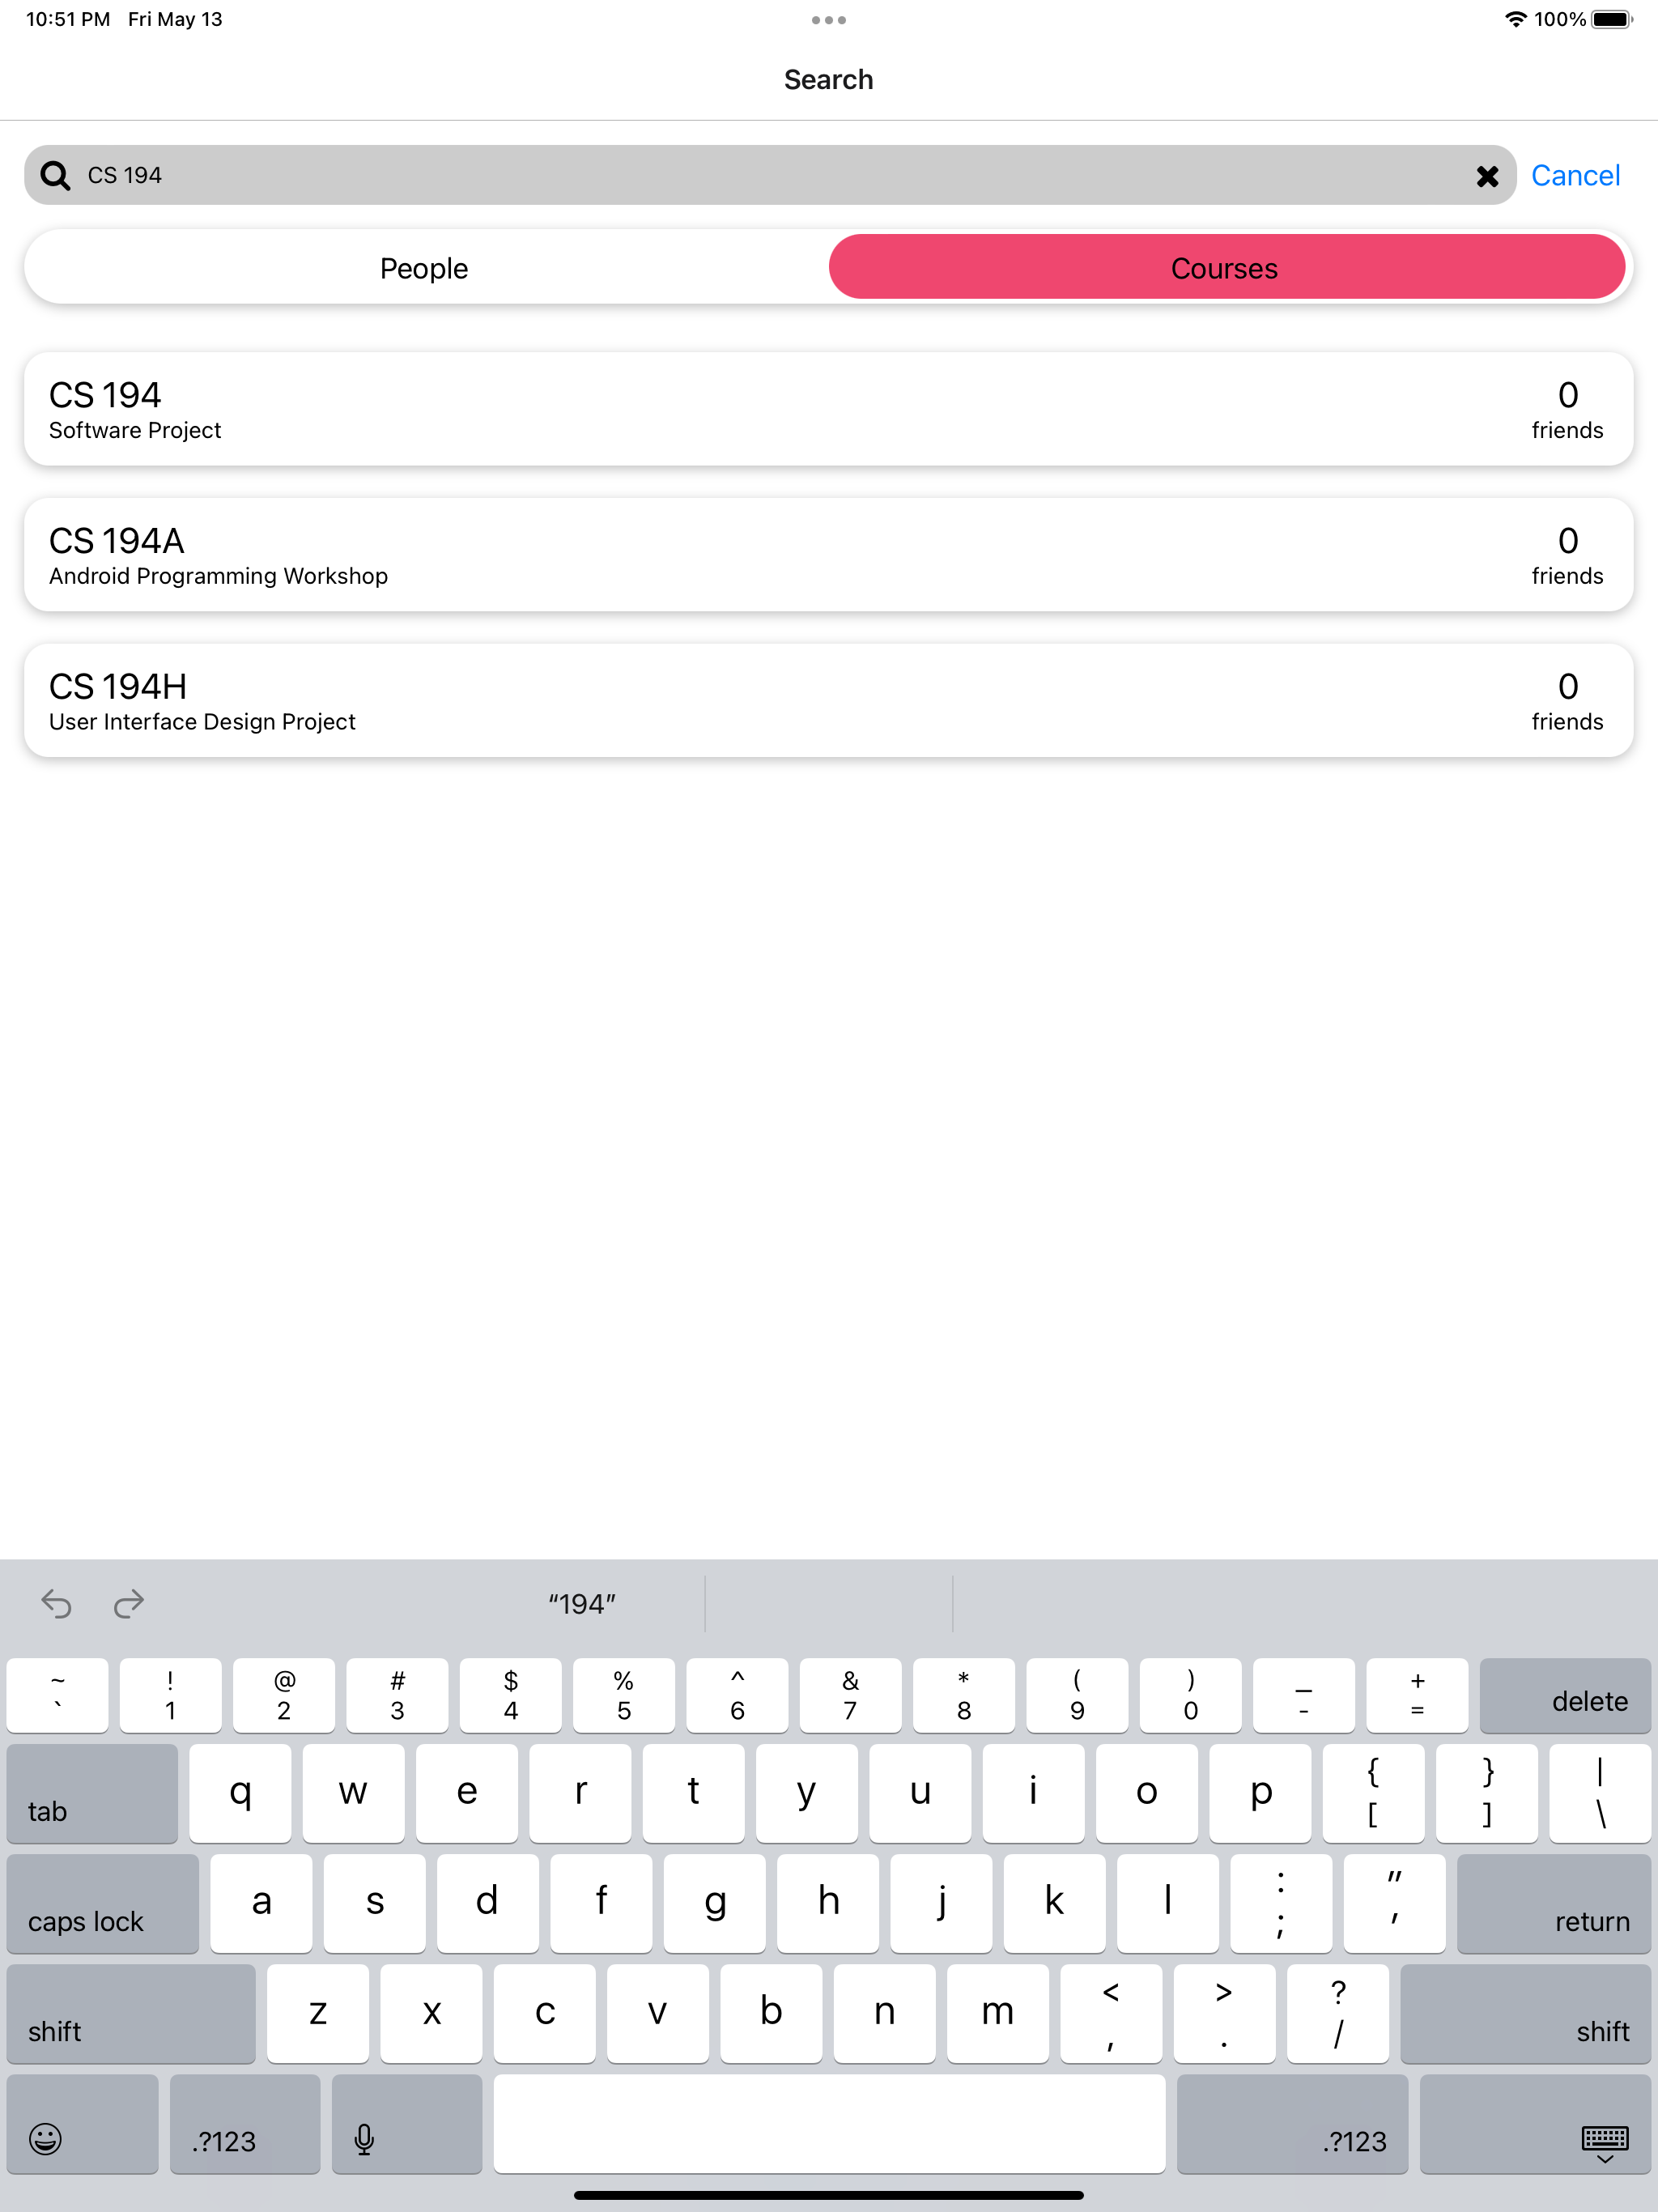 10:51 PM Fri May 13
100%
Search
CS 194
Cancel
People
Courses
CS 194
Software Project
0
friends
CS 194A
Android Programming Workshop
0
friends
CS 194H
User Interface Design Project
0
friends
“194”
~ ! @ # $ % ^ & * ( ) _ +
` 1 2 3 4 5 6 7 8 9 0 - = delete
tab q w e r t y u i o p { } |
[ ] \
caps lock a s d f g h j k l : "
; ' return
shift z x c v b n m < > ?
, . / shift
.?123 .?123